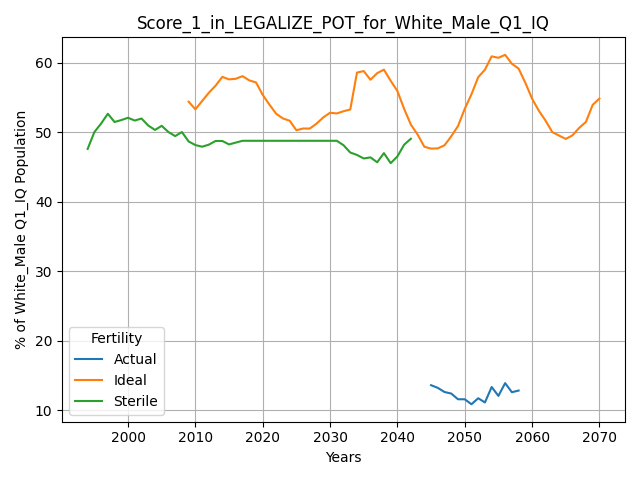 Score_1_in_LEGALIZE_POT_for_White_Male_Q1_IQ
% of White_Male Q1_IQ Population
60
50
40
30
20
10
Fertility
Actual
Ideal
Sterile
2000 2010 2020 2030 2040 2050 2060 2070
Years